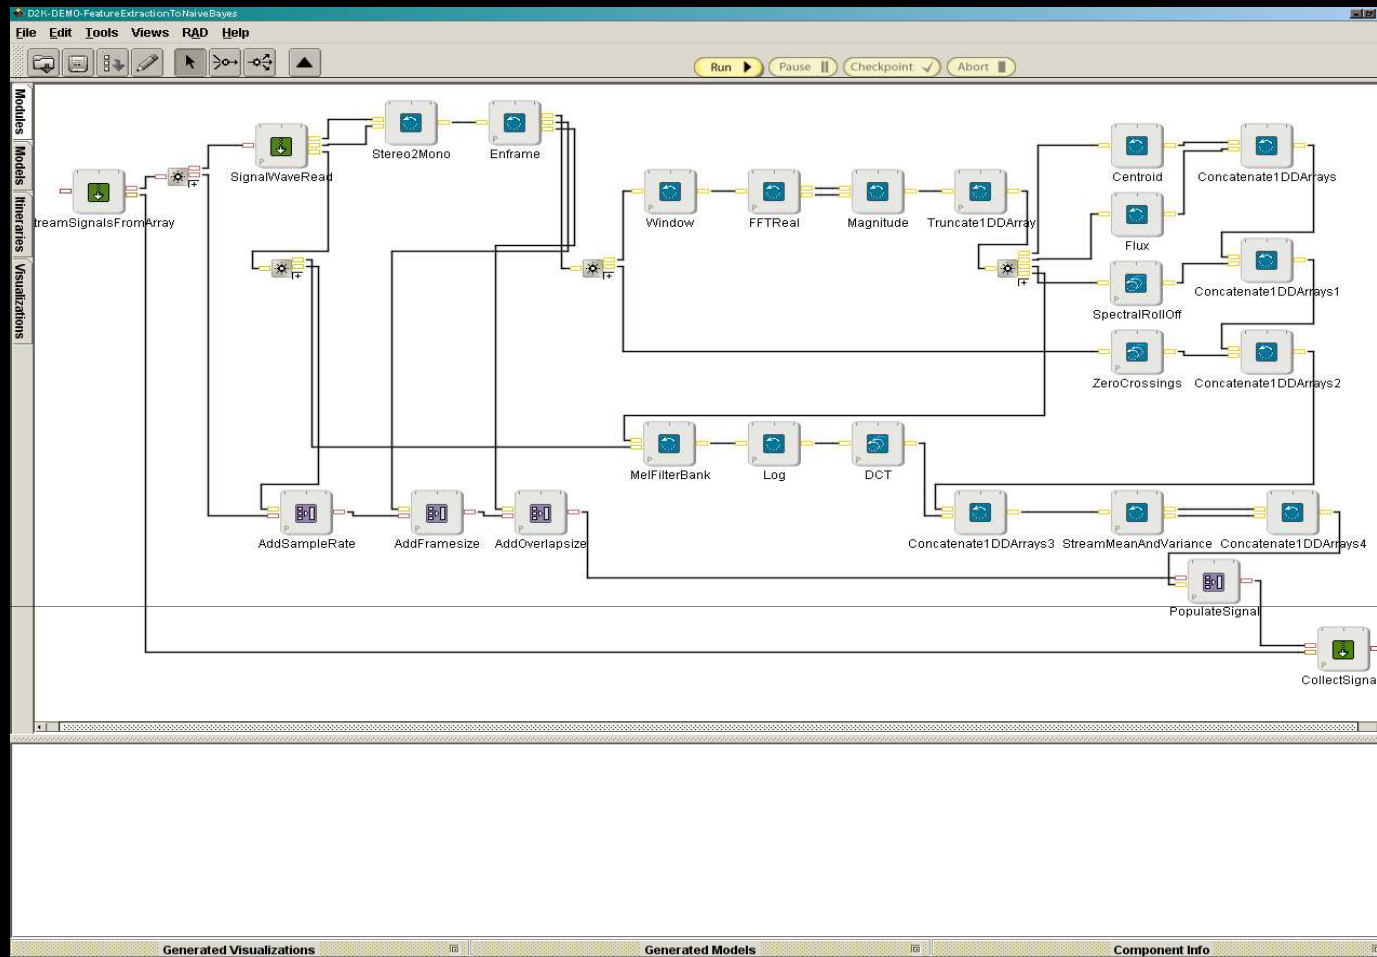 D2K-DEMO-FeatureExtractionToNaiveBayes
File Edit Tools Views RAD Help
Run Pause Checkpoint Abort
Modules
Models
Itineraries
Visualizations
treamSignalsFromArray
SignalWaveRead
Stereo2Mono
Enframe
Window
FFTReal
Magnitude
Truncate1DDArray
Centroid
Concatenate1DDArrays
Flux
SpectralRollOff
Concatenate1DDArrays1
ZeroCrossings
Concatenate1DDArrays2
MelFilterBank
Log
DCT
AddSampleRate
AddFramesize
AddOverlapsize
Concatenate1DDArrays3
StreamMeanAndVariance
Concatenate1DDArrays4
PopulateSignal
CollectSigna
Generated Visualizations
Generated Models
Component Info